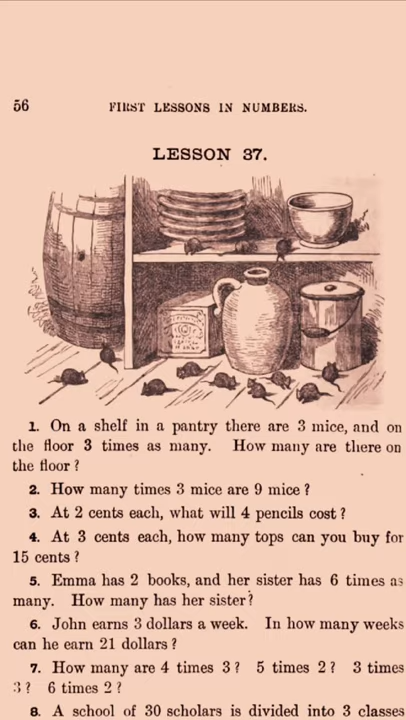 56 FIRST LESSONS IN NUMBERS.
LESSON 37.
1. On a shelf in a pantry there are 3 mice, and on
the floor 3 times as many. How many are there on
the floor?
2. How many times 3 mice are 9 mice?
3. At 2 cents each, what will 4 pencils cost?
4. At 3 cents each, how many tops can you buy for
15 cents?
5. Emma has 2 books, and her sister has 6 times as
many. How many has her sister?
6. John earns 3 dollars a week. In how many weeks
can he earn 21 dollars?
7. How many are 4 times 3? 5 times 2? 3 times
3? 6 times 2?
8. A school of 30 scholars is divided into 3 classes